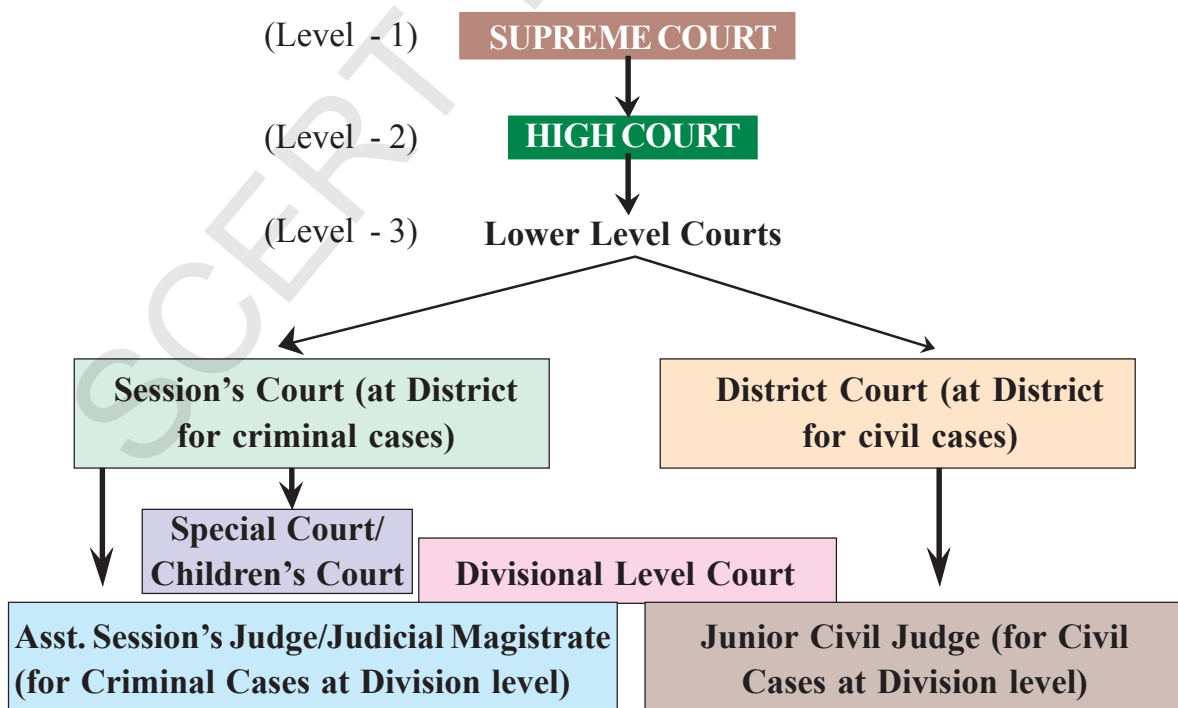 (Level - 1)
SUPREME COURT
(Level - 2)
HIGH COURT
(Level - 3)
Lower Level Courts
Session's Court (at District
for criminal cases)
District Court (at District
for civil cases)
Special Court/
Children's Court
Divisional Level Court
Asst. Session's Judge/Judicial Magistrate
(for Criminal Cases at Division level)
Junior Civil Judge (for Civil
Cases at Division level)
SCERT